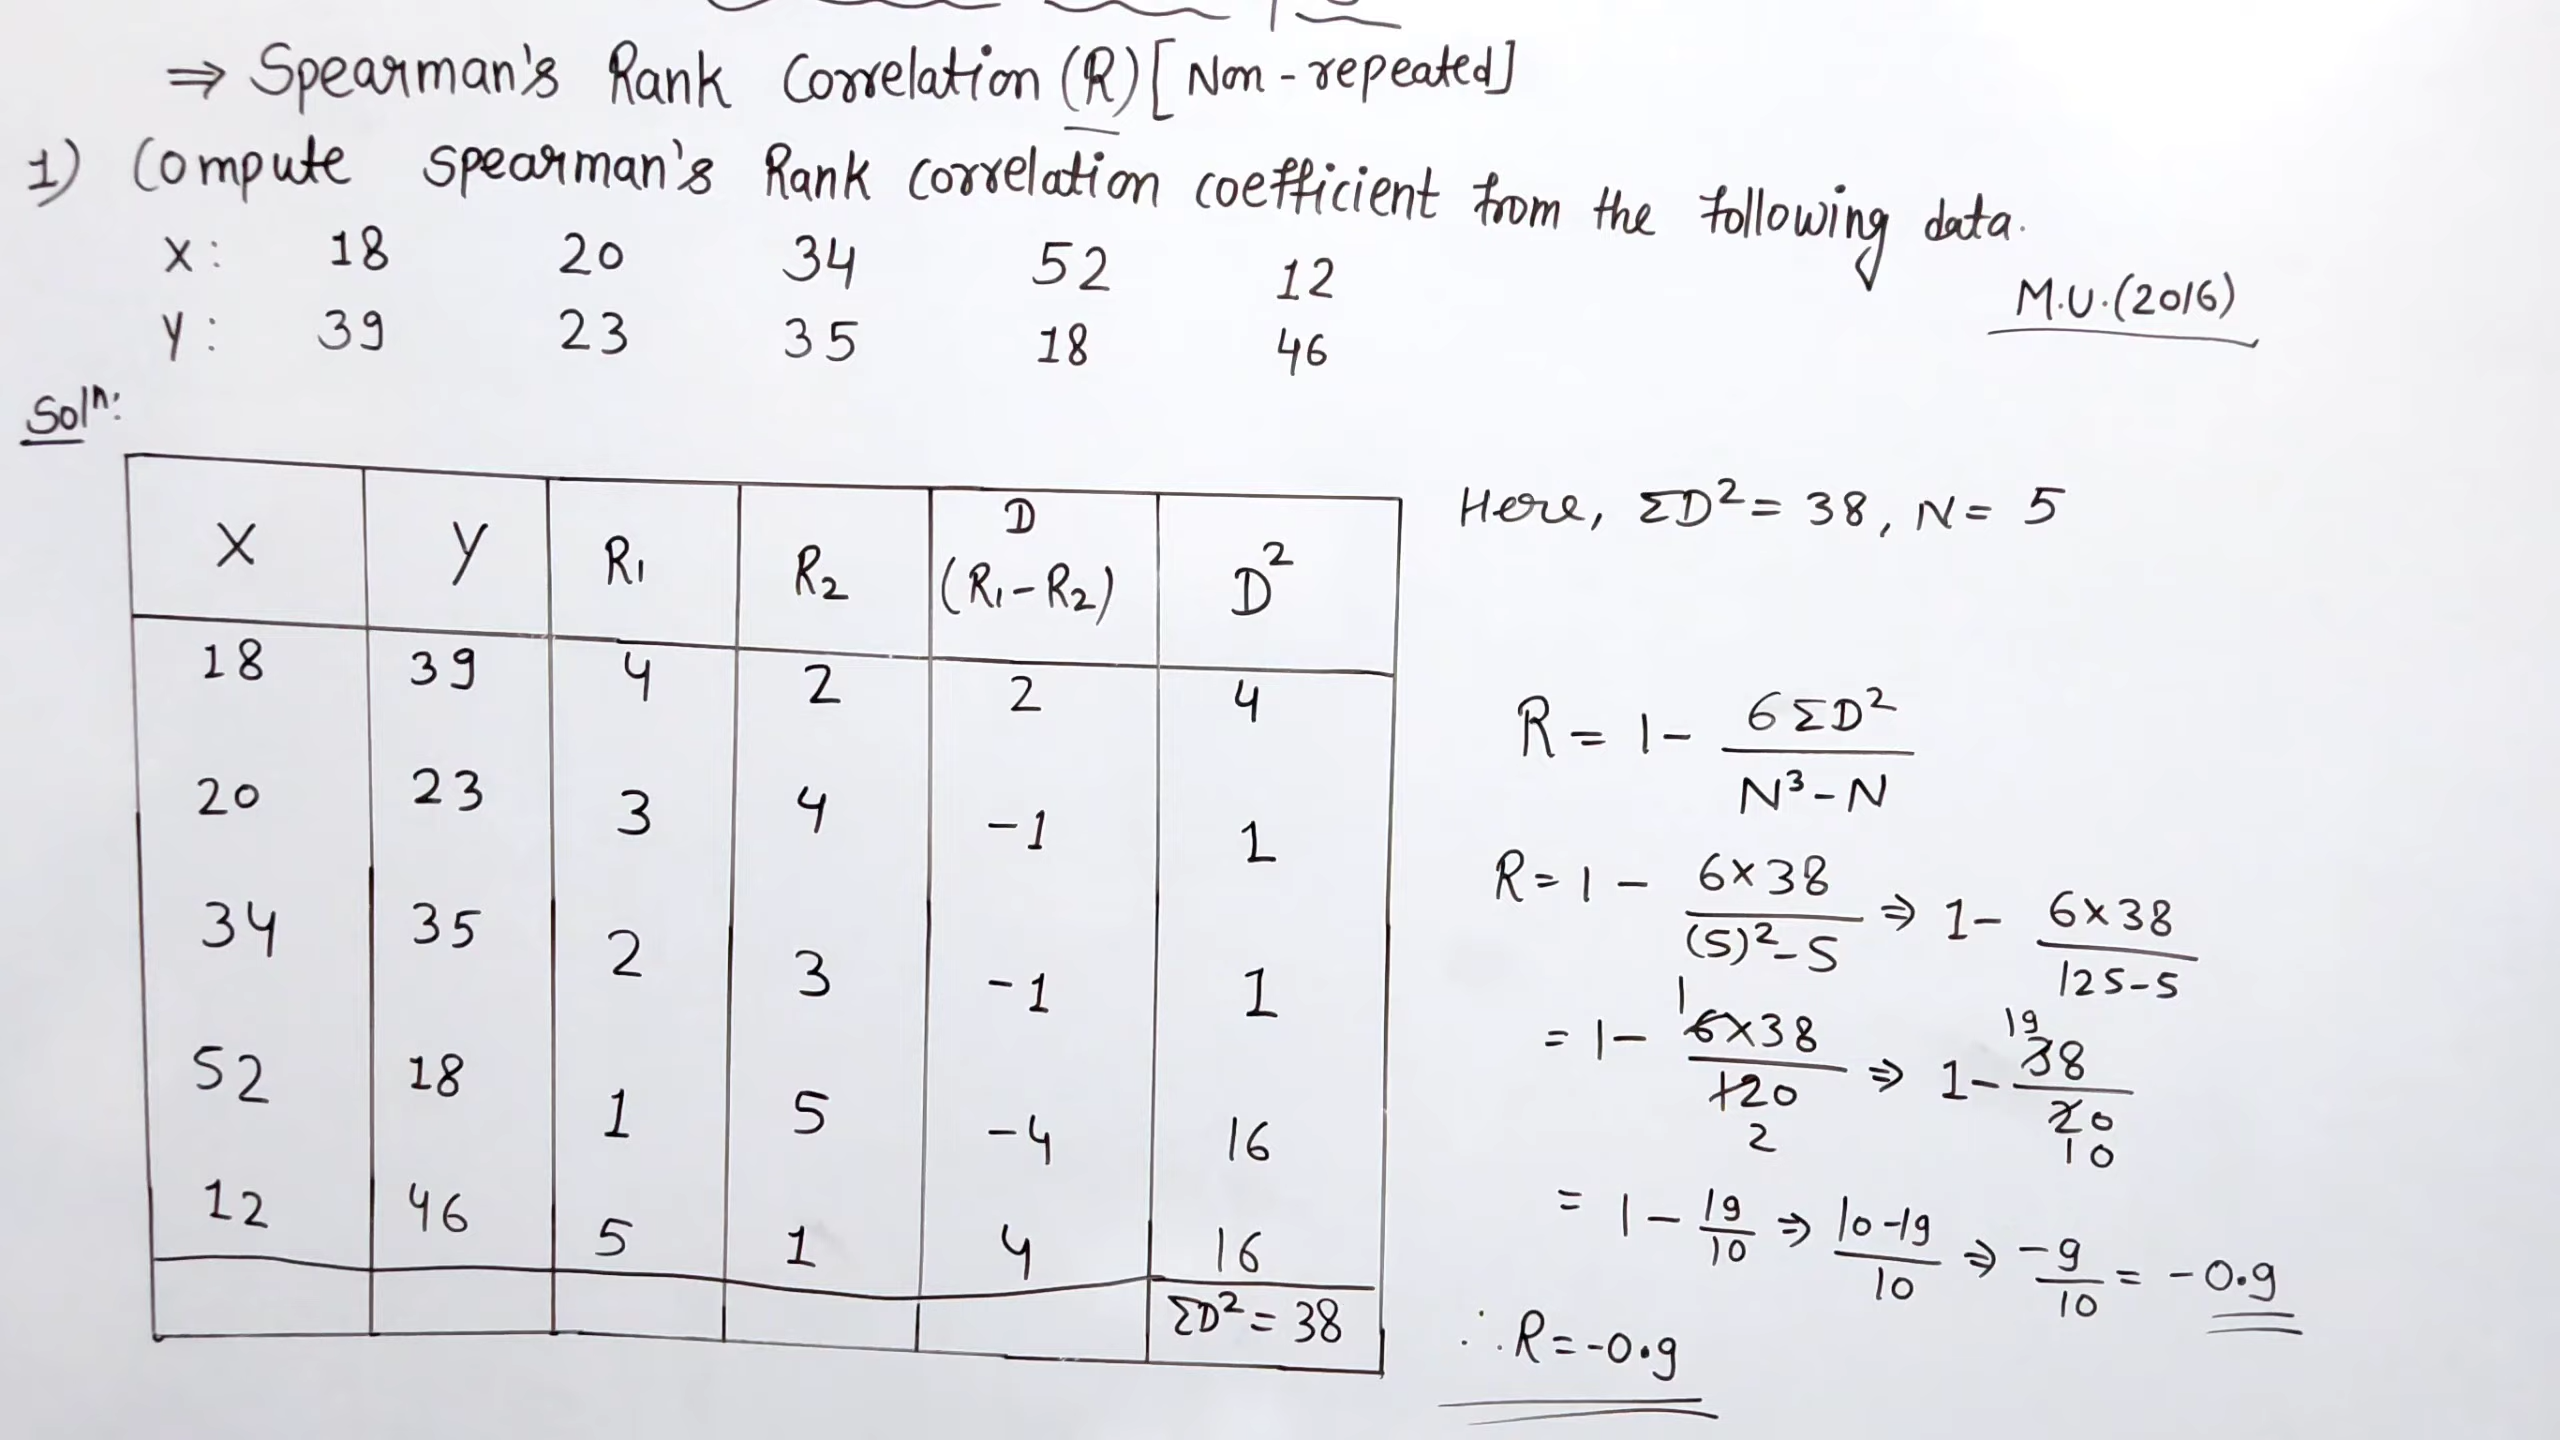 ⇒ Spearman's Rank Correlation (R) [Non-repeated]
1) Compute Spearman's Rank correlation coefficient from the following data.
X: 18 20 34 52 12
Y: 39 23 35 18 46
M.U.(2016)
Solⁿ:
X Y R₁ R₂ D (R₁-R₂) D²
18 39 4 2 2 4
20 23 3 4 -1 1
34 35 2 3 -1 1
52 18 1 5 -4 16
12 46 5 1 4 16
ΣD² = 38
Here, ΣD² = 38, N = 5
R = 1 - 6ΣD² / N³ - N
R = 1 - 6×38 / (5)² - 5 ⇒ 1 - 6×38 / 125-5
= 1 - 1 6×38 / 120 2 ⇒ 1 - 19 38 / 20 10
= 1 - 19/10 ⇒ 10-19 / 10 ⇒ -9/10 = -0.9
∴ R = -0.9